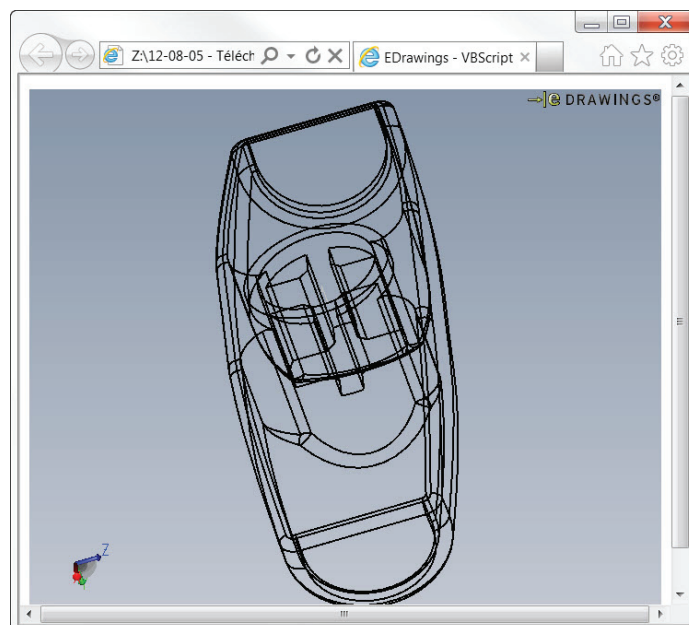 Z:\12-08-05 - Téléch
EDrawings - VBScript
e DRAWINGS®
Z